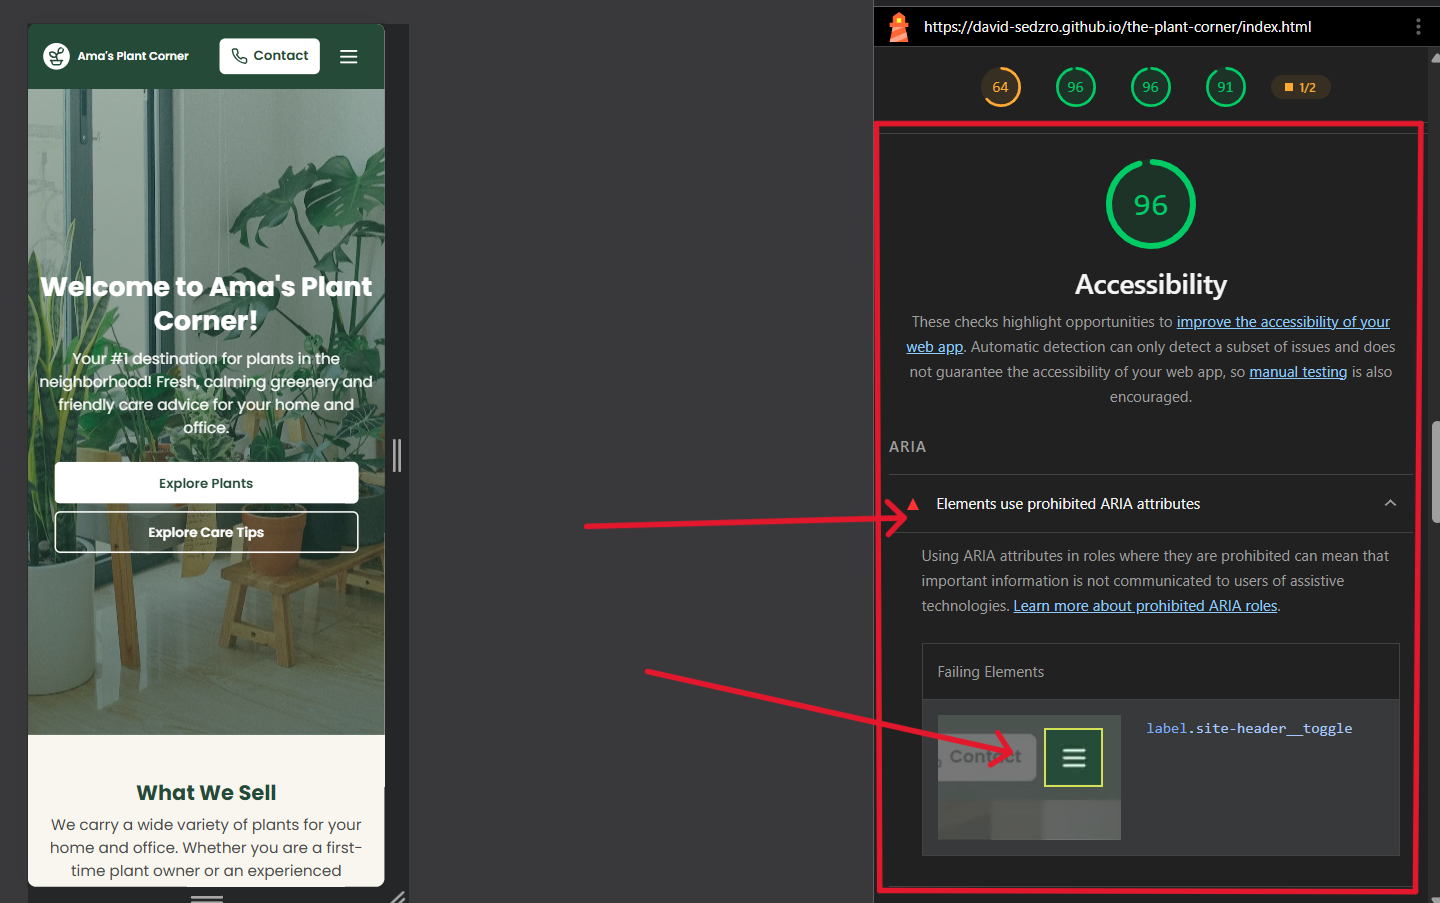 Ama's Plant Corner
Contact
Welcome to Ama's Plant
Corner!
Your #1 destination for plants in the
neighborhood! Fresh, calming greenery and
friendly care advice for your home and
office.
Explore Plants
Explore Care Tips
What We Sell
We carry a wide variety of plants for your
home and office. Whether you are a first-
time plant owner or an experienced
https://david-sedzro.github.io/the-plant-corner/index.html
64
96
96
91
1/2
96
Accessibility
These checks highlight opportunities to improve the accessibility of your
web app. Automatic detection can only detect a subset of issues and does
not guarantee the accessibility of your web app, so manual testing is also
encouraged.
ARIA
Elements use prohibited ARIA attributes
Using ARIA attributes in roles where they are prohibited can mean that
important information is not communicated to users of assistive
technologies. Learn more about prohibited ARIA roles.
Failing Elements
Contact
label.site-header__toggle